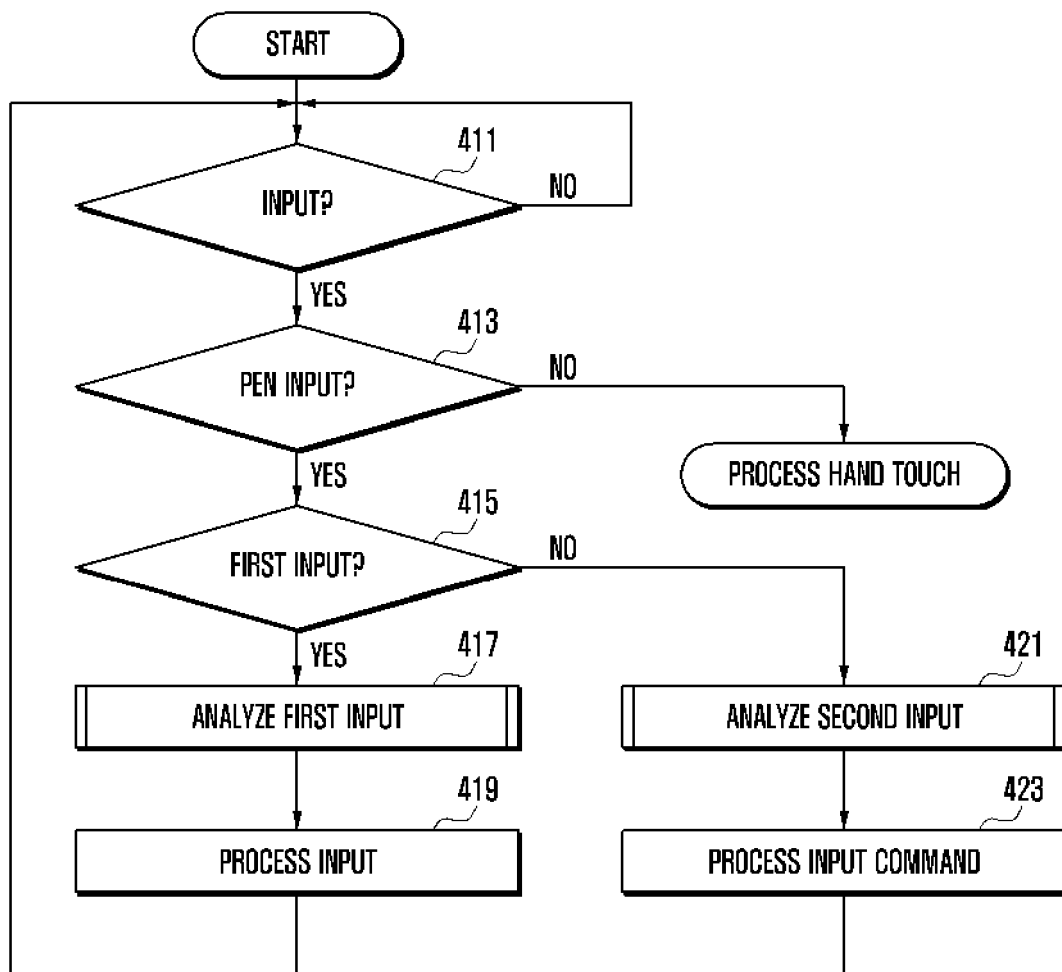 START
411
INPUT?
NO
YES
413
PEN INPUT?
NO
YES
PROCESS HAND TOUCH
415
FIRST INPUT?
NO
YES
417
ANALYZE FIRST INPUT
421
ANALYZE SECOND INPUT
419
PROCESS INPUT
423
PROCESS INPUT COMMAND